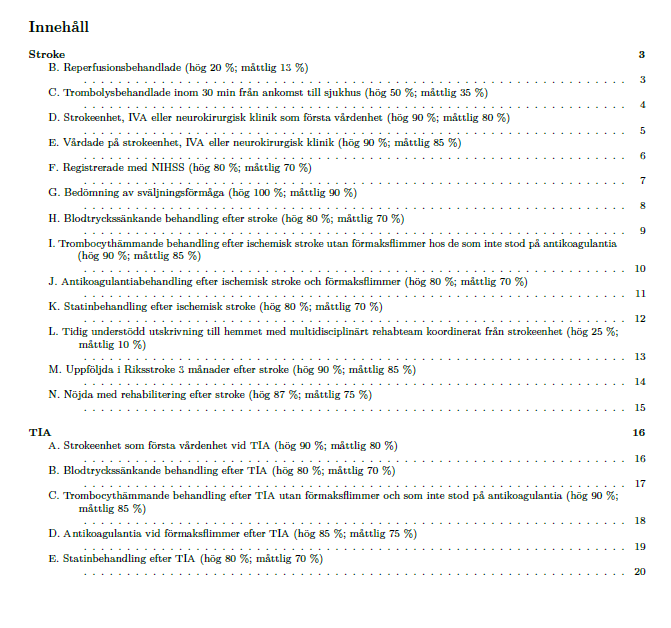 Innehåll
Stroke 3
B. Reperfusionsbehandlade (hög 20 %; måttlig 13 %)
. . . . . . . . . . . . . . . . . . . . . . . . . . . . . . . . . . . . . . . . 3
C. Trombolysbehandlade inom 30 min från ankomst till sjukhus (hög 50 %; måttlig 35 %)
. . . . . . . . . . . . . . . . . . . . . . . . . . . . . . . . . . . . . . . . 4
D. Strokeenhet, IVA eller neurokirurgisk klinik som första vårdenhet (hög 90 %; måttlig 80 %)
. . . . . . . . . . . . . . . . . . . . . . . . . . . . . . . . . . . . . . . . 5
E. Vårdade på strokeenhet, IVA eller neurokirurgisk klinik (hög 90 %; måttlig 85 %)
. . . . . . . . . . . . . . . . . . . . . . . . . . . . . . . . . . . . . . . . 6
F. Registrerade med NIHSS (hög 80 %; måttlig 70 %)
. . . . . . . . . . . . . . . . . . . . . . . . . . . . . . . . . . . . . . . . 7
G. Bedömning av sväljningsförmåga (hög 100 %; måttlig 90 %)
. . . . . . . . . . . . . . . . . . . . . . . . . . . . . . . . . . . . . . . . 8
H. Blodtryckssänkande behandling efter stroke (hög 80 %; måttlig 70 %)
. . . . . . . . . . . . . . . . . . . . . . . . . . . . . . . . . . . . . . . . 9
I. Trombocythämmande behandling efter ischemisk stroke utan förmaksflimmer hos de som inte stod på antikoagulantia
(hög 90 %; måttlig 85 %)
. . . . . . . . . . . . . . . . . . . . . . . . . . . . . . . . . . . . . . . . 10
J. Antikoagulantiabehandling efter ischemisk stroke och förmaksflimmer (hög 80 %; måttlig 70 %)
. . . . . . . . . . . . . . . . . . . . . . . . . . . . . . . . . . . . . . . . 11
K. Statinbehandling efter ischemisk stroke (hög 80 %; måttlig 70 %)
. . . . . . . . . . . . . . . . . . . . . . . . . . . . . . . . . . . . . . . . 12
L. Tidig understödd utskrivning till hemmet med multidisciplinärt rehabteam koordinerat från strokeenhet (hög 25 %;
måttlig 10 %)
. . . . . . . . . . . . . . . . . . . . . . . . . . . . . . . . . . . . . . . . 13
M. Uppföljda i Riksstroke 3 månader efter stroke (hög 90 %; måttlig 85 %)
. . . . . . . . . . . . . . . . . . . . . . . . . . . . . . . . . . . . . . . . 14
N. Nöjda med rehabilitering efter stroke (hög 87 %; måttlig 75 %)
. . . . . . . . . . . . . . . . . . . . . . . . . . . . . . . . . . . . . . . . 15
TIA 16
A. Strokeenhet som första vårdenhet vid TIA (hög 90 %; måttlig 80 %)
. . . . . . . . . . . . . . . . . . . . . . . . . . . . . . . . . . . . . . . . 16
B. Blodtryckssänkande behandling efter TIA (hög 80 %; måttlig 70 %)
. . . . . . . . . . . . . . . . . . . . . . . . . . . . . . . . . . . . . . . . 17
C. Trombocythämmande behandling efter TIA utan förmaksflimmer och som inte stod på antikoagulantia (hög 90 %;
måttlig 85 %)
. . . . . . . . . . . . . . . . . . . . . . . . . . . . . . . . . . . . . . . . 18
D. Antikoagulantia vid förmaksflimmer efter TIA (hög 85 %; måttlig 75 %)
. . . . . . . . . . . . . . . . . . . . . . . . . . . . . . . . . . . . . . . . 19
E. Statinbehandling efter TIA (hög 80 %; måttlig 70 %)
. . . . . . . . . . . . . . . . . . . . . . . . . . . . . . . . . . . . . . . . 20